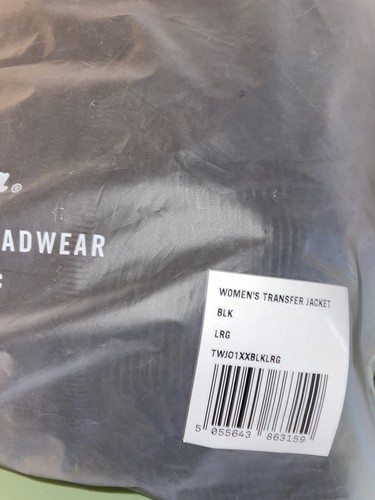 a®
ADWEAR
WOMEN'S TRANSFER JACKET
BLK
LRG
TWJ01XXBLKLRG
5 055643 863159